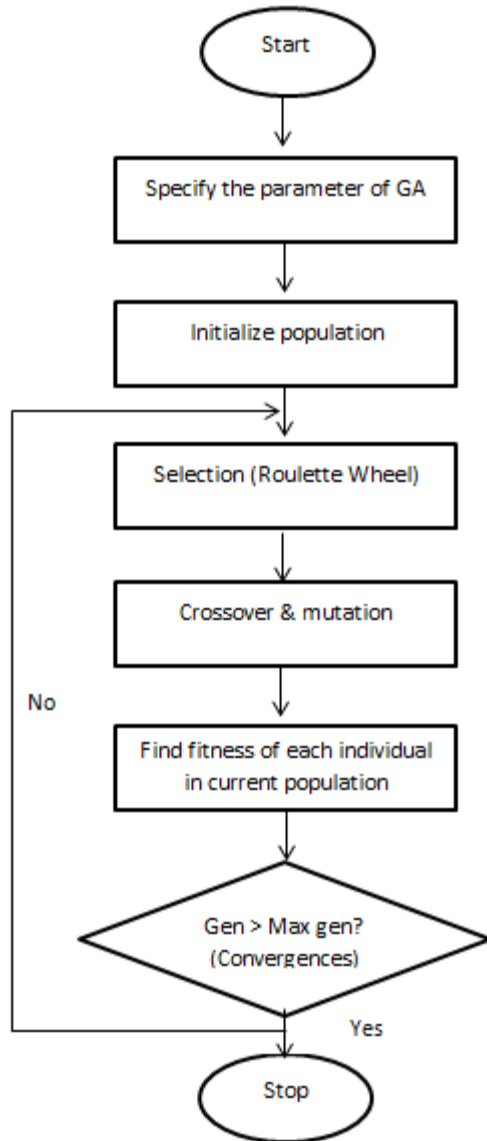 Start
Specify the parameter of GA
Initialize population
Selection (Roulette Wheel)
Crossover & mutation
No
Find fitness of each individual
in current population
Gen > Max gen?
(Convergences)
Yes
Stop